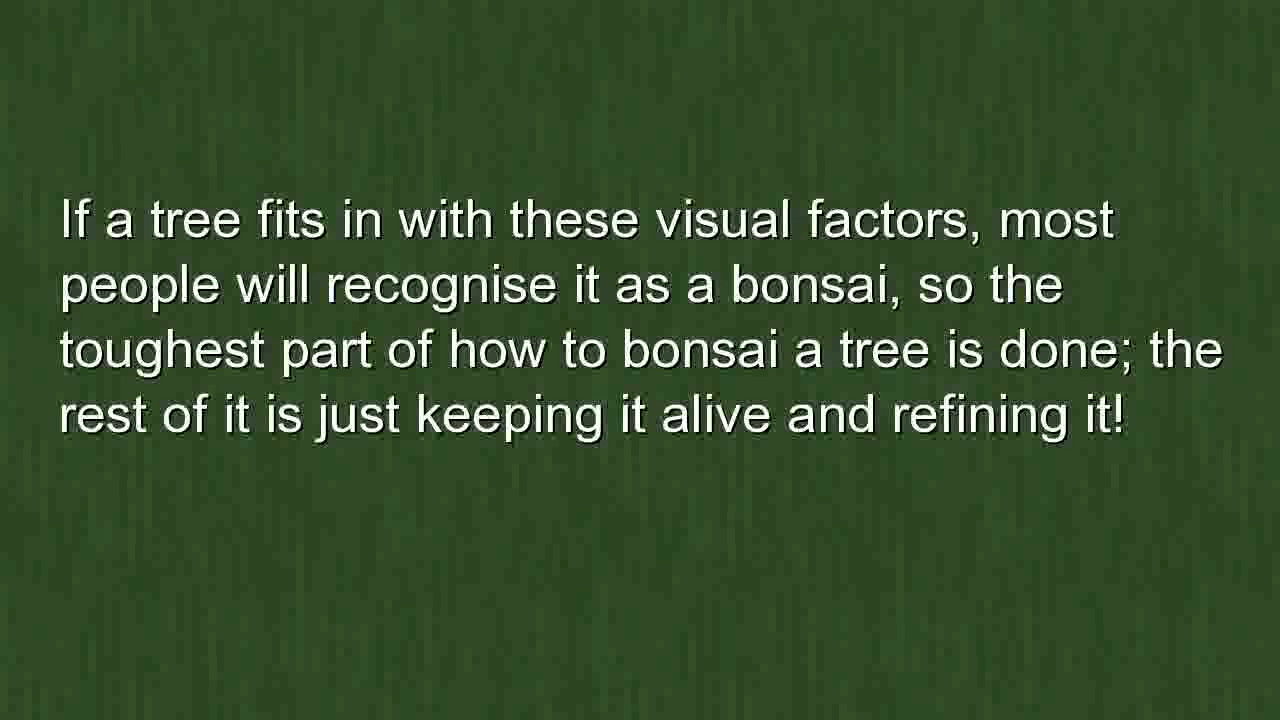 If a tree fits in with these visual factors, most
people will recognise it as a bonsai, so the
toughest part of how to bonsai a tree is done; the
rest of it is just keeping it alive and refining it!